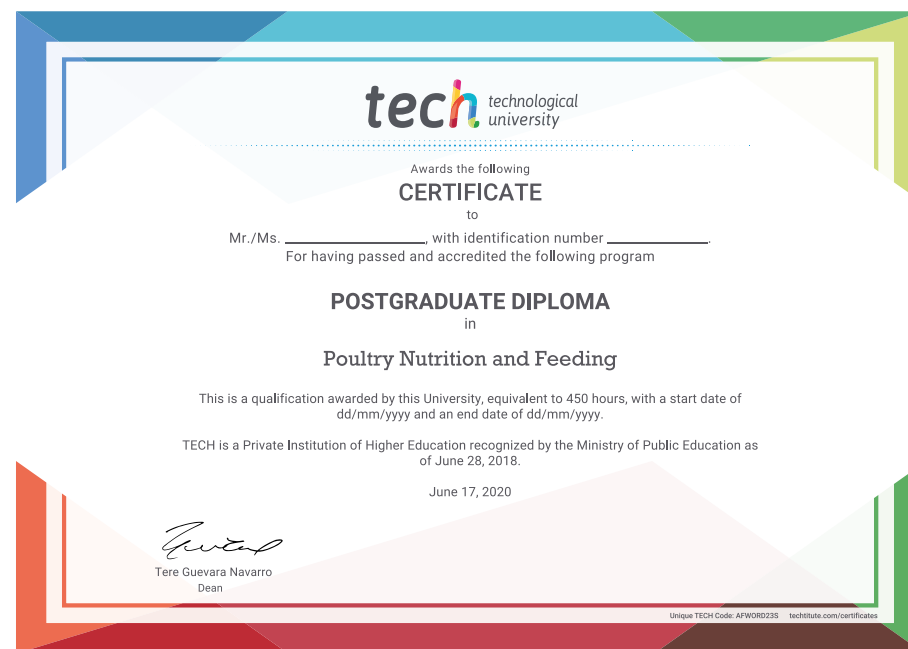 tech technological
university
Awards the following
CERTIFICATE
to
Mr./Ms. ____________________, with identification number ______________.
For having passed and accredited the following program
POSTGRADUATE DIPLOMA
in
Poultry Nutrition and Feeding
This is a qualification awarded by this University, equivalent to 450 hours, with a start date of
dd/mm/yyyy and an end date of dd/mm/yyyy.
TECH is a Private Institution of Higher Education recognized by the Ministry of Public Education as
of June 28, 2018.
June 17, 2020
Tere Guevara Navarro
Dean
Unique TECH Code: AFWORD23S techtitute.com/certificates